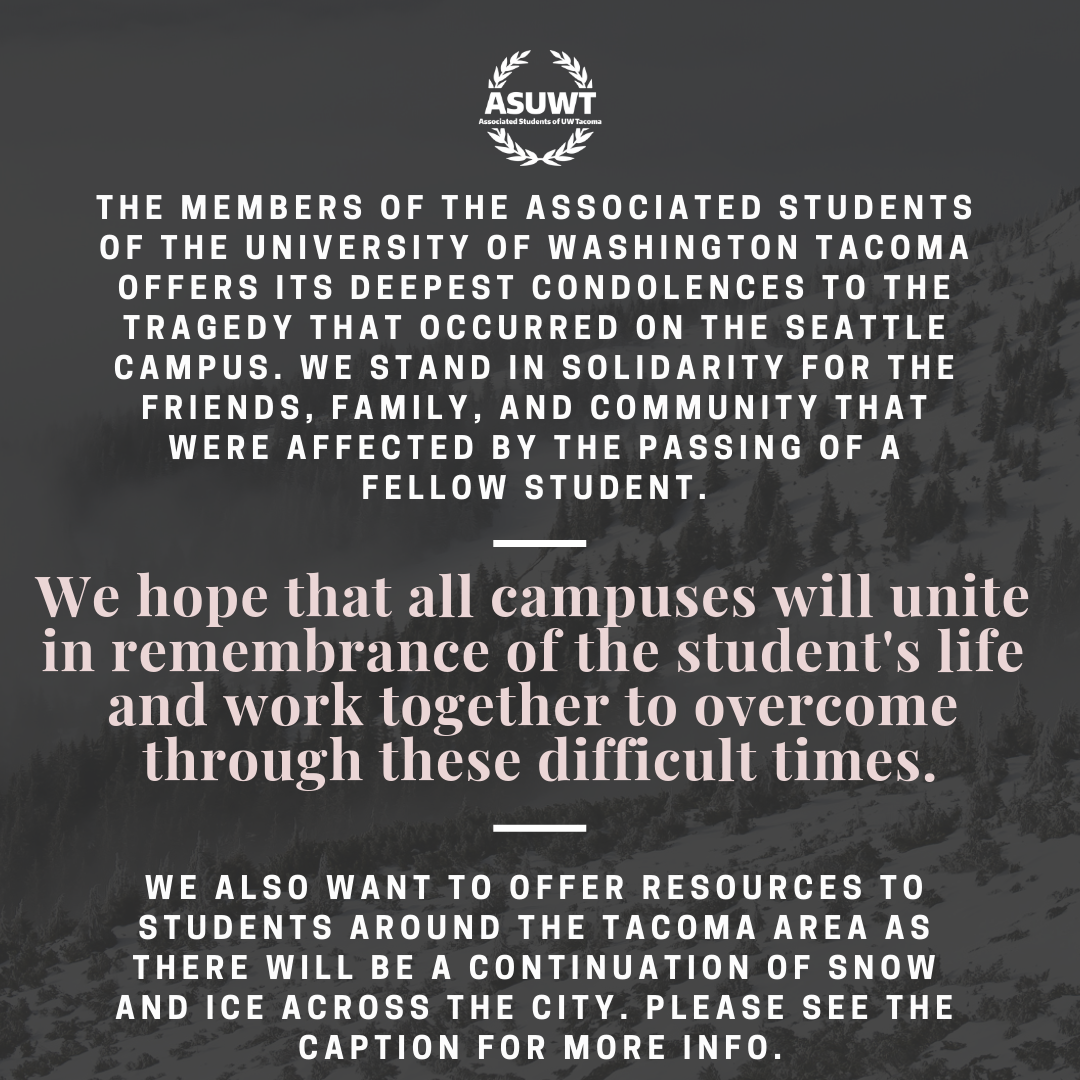 ASUWT
Associated Students of UW Tacoma
THE MEMBERS OF THE ASSOCIATED STUDENTS
OF THE UNIVERSITY OF WASHINGTON TACOMA
OFFERS ITS DEEPEST CONDOLENCES TO THE
TRAGEDY THAT OCCURRED ON THE SEATTLE
CAMPUS. WE STAND IN SOLIDARITY FOR THE
FRIENDS, FAMILY, AND COMMUNITY THAT
WERE AFFECTED BY THE PASSING OF A
FELLOW STUDENT.
We hope that all campuses will unite
in remembrance of the student's life
and work together to overcome
through these difficult times.
WE ALSO WANT TO OFFER RESOURCES TO
STUDENTS AROUND THE TACOMA AREA AS
THERE WILL BE A CONTINUATION OF SNOW
AND ICE ACROSS THE CITY. PLEASE SEE THE
CAPTION FOR MORE INFO.